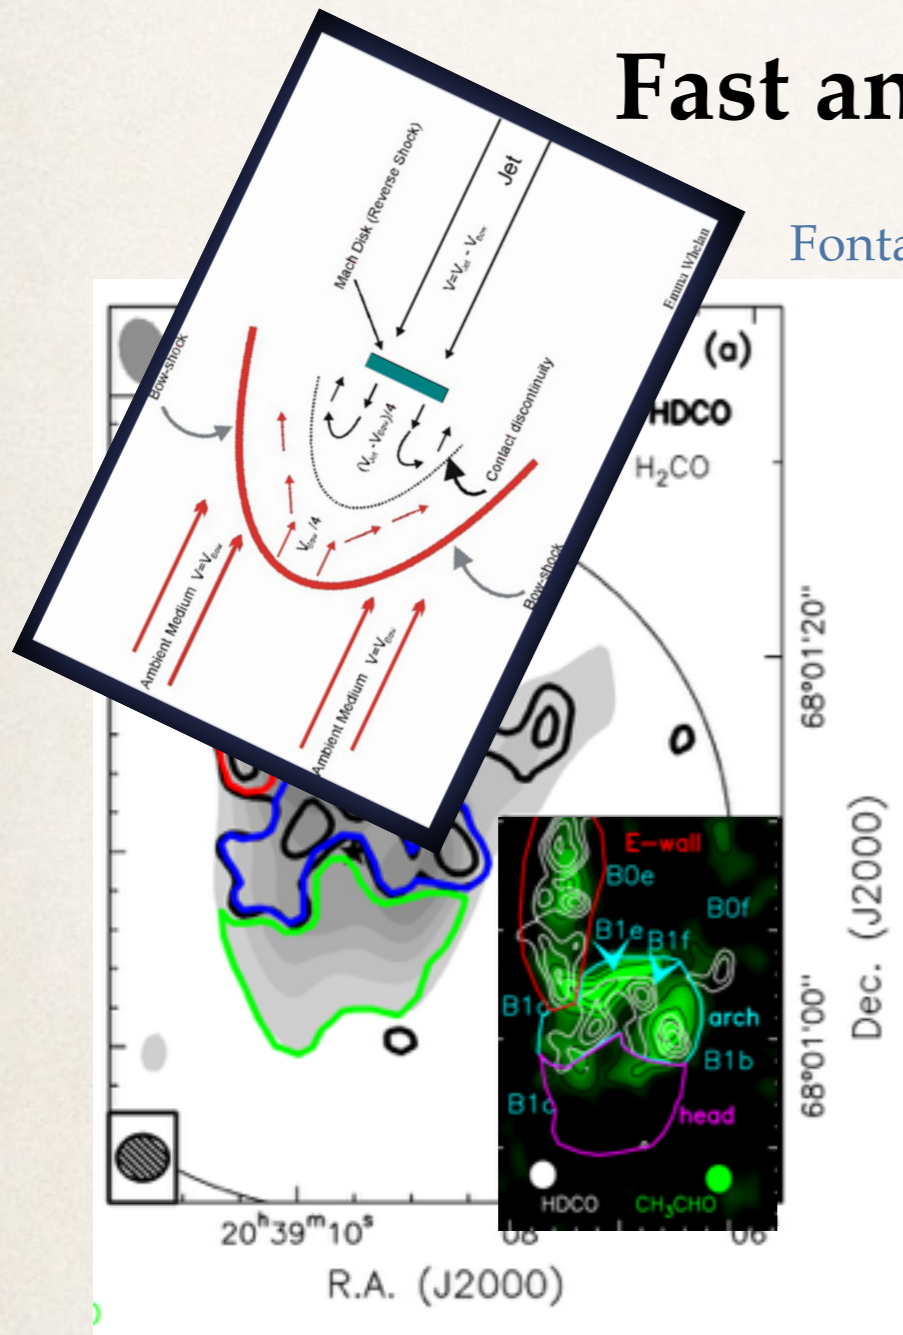 Fast an
Fonta
Mach Disk (Reverse Shock)
Jet
V=V_Jet - V_Bow
Emma Whelan
Bow-shock
(V_Jet -V_Bow)/4
Contact discontinuity
V_Bow /4
Ambient Medium V=V_Bow
Bow-shock
Ambient Medium V=V_Bow
(a)
HDCO
H₂CO
68°01'20"
68°01'00"
Dec. (J2000)
E-wall
B0e
B0f
B1e
B1f
arch
B1b
head
HDCO
CH₃CHO
20ʰ39ᵐ10ˢ
08
06
R.A. (J2000)